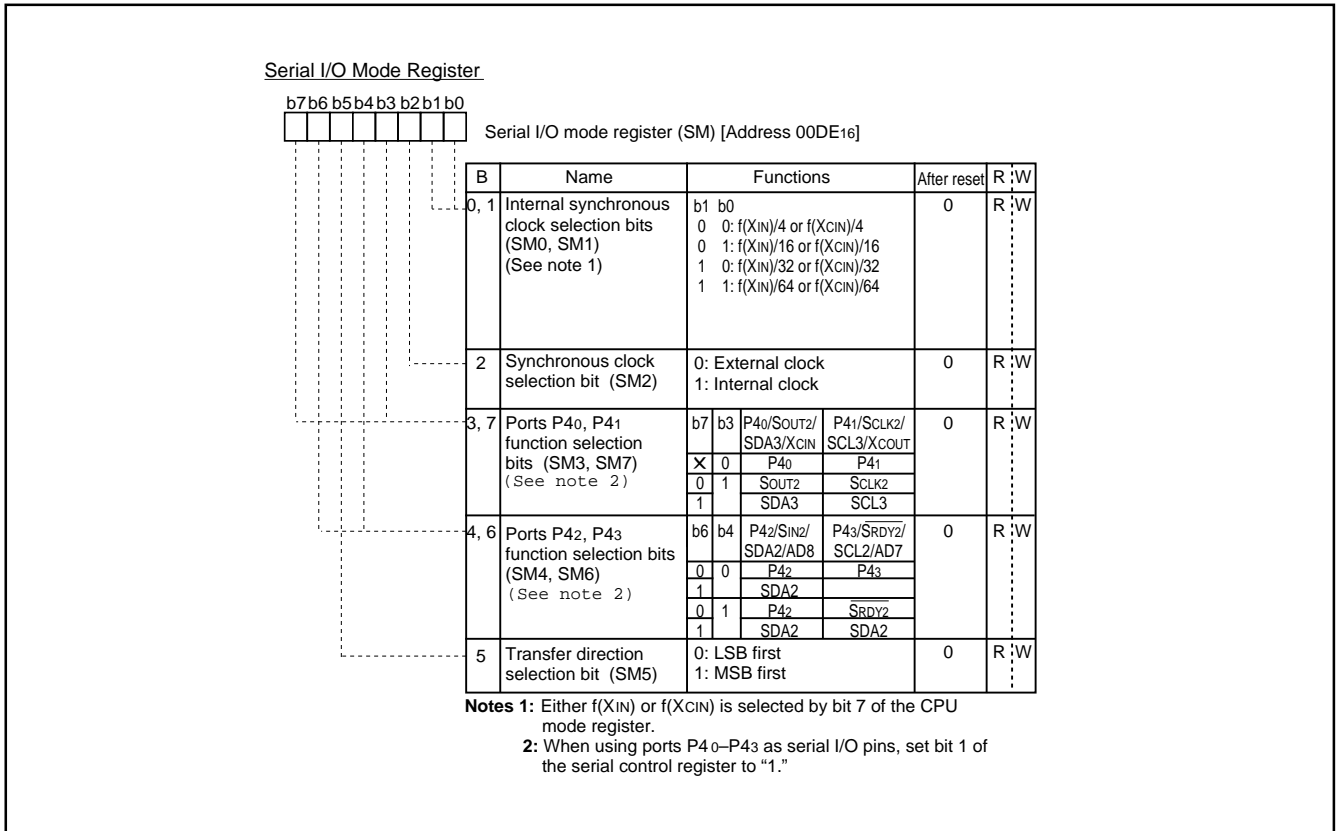 Serial I/O Mode Register
b7 b6 b5 b4 b3 b2 b1 b0
Serial I/O mode register (SM) [Address 00DE16]
B Name Functions After reset R W
0, 1 Internal synchronous clock selection bits (SM0, SM1) (See note 1) b1 b0 0 R W
0 0: f(XIN)/4 or f(XCIN)/4
0 1: f(XIN)/16 or f(XCIN)/16
1 0: f(XIN)/32 or f(XCIN)/32
1 1: f(XIN)/64 or f(XCIN)/64
2 Synchronous clock selection bit (SM2) 0: External clock 0 R W
1: Internal clock
3, 7 Ports P40, P41 function selection bits (SM3, SM7) (See note 2) 0 R W
b7 b3 P40/SOUT2/SDA3/XCIN P41/SCLK2/SCL3/XCOUT
X 0 P40 P41
0 1 SOUT2 SCLK2
1 SDA3 SCL3
4, 6 Ports P42, P43 function selection bits (SM4, SM6) (See note 2) 0 R W
b6 b4 P42/SIN2/SDA2/AD8 P43/SRDY2/SCL2/AD7
0 0 P42 P43
1 SDA2
0 1 P42 SRDY2
1 SDA2 SDA2
5 Transfer direction selection bit (SM5) 0: LSB first 0 R W
1: MSB first
Notes 1: Either f(XIN) or f(XCIN) is selected by bit 7 of the CPU
mode register.
2: When using ports P40–P43 as serial I/O pins, set bit 1 of
the serial control register to “1.”